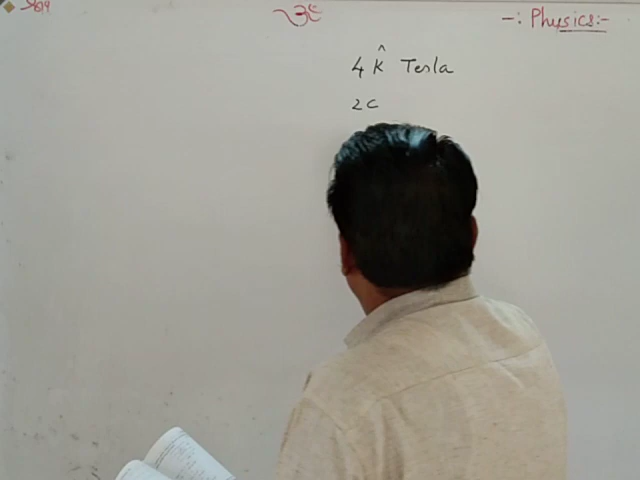 ॐ
-: Physics:-
4 k̂ Tesla
2C